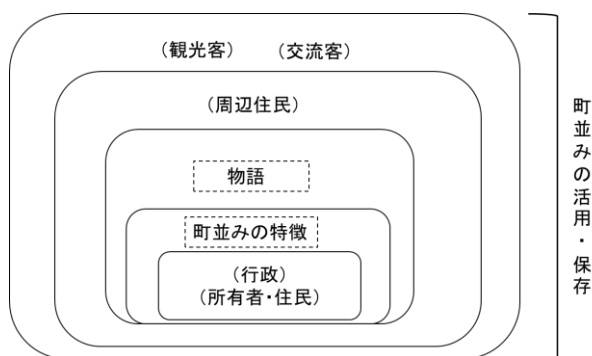 （観光客）　（交流客）
（周辺住民）
物語
町並みの特徴
（行政）
（所有者・住民）
町並みの活用・保存